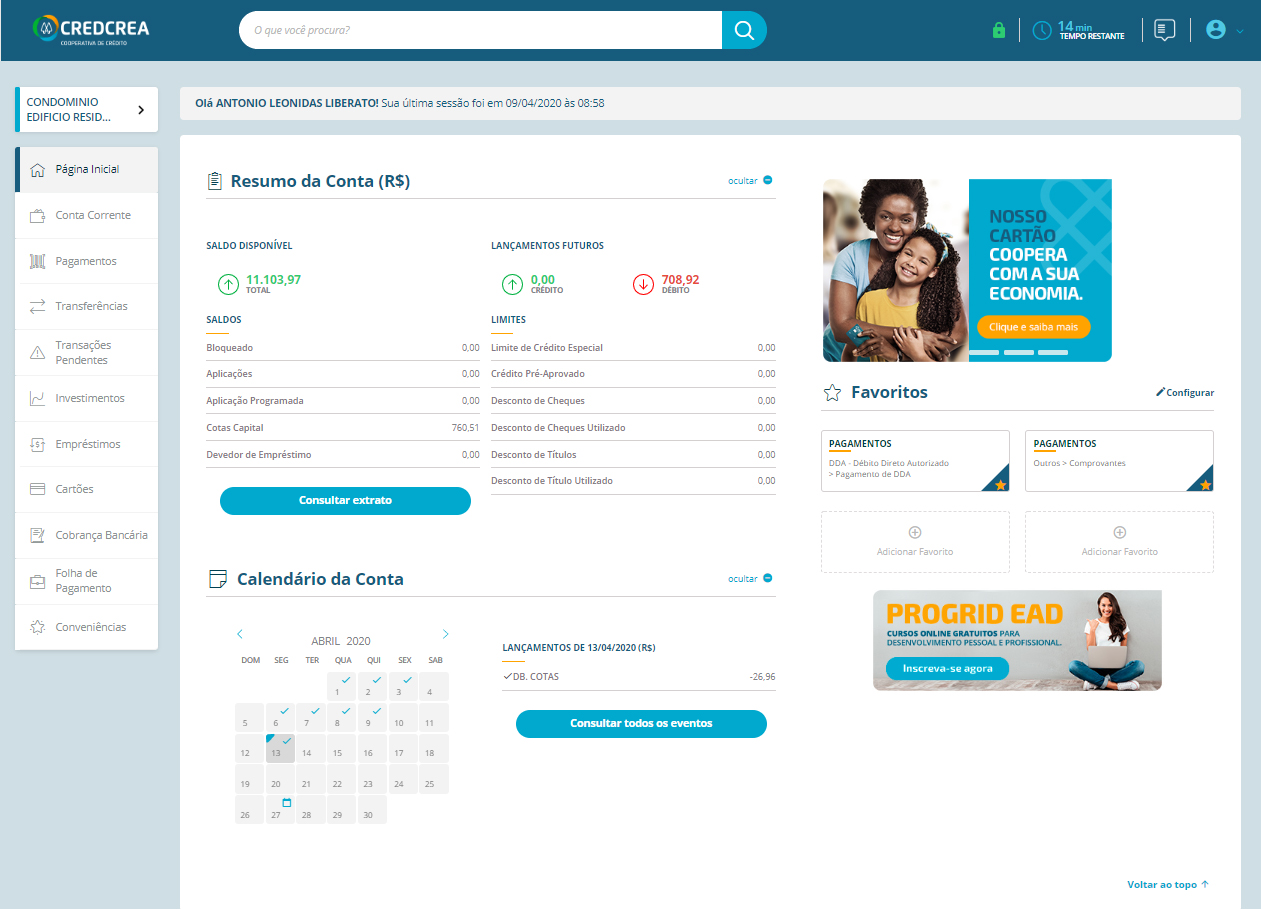 CREDCREA
COOPERATIVA DE CRÉDITO
O que você procura?
14 min
TEMPO RESTANTE
CONDOMINIO
EDIFICIO RESID...
Olá ANTONIO LEONIDAS LIBERATO! Sua última sessão foi em 09/04/2020 às 08:58
Página Inicial
Conta Corrente
Pagamentos
Transferências
Transações
Pendentes
Investimentos
Empréstimos
Cartões
Cobrança Bancária
Folha de
Pagamento
Conveniências
Resumo da Conta (R$)
ocultar
SALDO DISPONÍVEL
11.103,97
TOTAL
LANÇAMENTOS FUTUROS
0,00
CRÉDITO
708,92
DÉBITO
SALDOS
Bloqueado 0,00
Aplicações 0,00
Aplicação Programada 0,00
Cotas Capital 760,51
Devedor de Empréstimo 0,00
Consultar extrato
LIMITES
Limite de Crédito Especial 0,00
Crédito Pré-Aprovado 0,00
Desconto de Cheques 0,00
Desconto de Cheques Utilizado 0,00
Desconto de Títulos 0,00
Desconto de Título Utilizado 0,00
Calendário da Conta
ocultar
ABRIL 2020
DOM SEG TER QUA QUI SEX SAB
1 2 3 4
5 6 7 8 9 10 11
12 13 14 15 16 17 18
19 20 21 22 23 24 25
26 27 28 29 30
LANÇAMENTOS DE 13/04/2020 (R$)
DB. COTAS -26,96
Consultar todos os eventos
NOSSO
CARTÃO
COOPERA
COM A SUA
ECONOMIA.
Clique e saiba mais
Favoritos
Configurar
PAGAMENTOS
DDA - Débito Direto Autorizado
> Pagamento de DDA
PAGAMENTOS
Outros > Comprovantes
Adicionar Favorito
Adicionar Favorito
PROGRID EAD
CURSOS ONLINE GRATUITOS PARA
DESENVOLVIMENTO PESSOAL E PROFISSIONAL.
Inscreva-se agora
Voltar ao topo